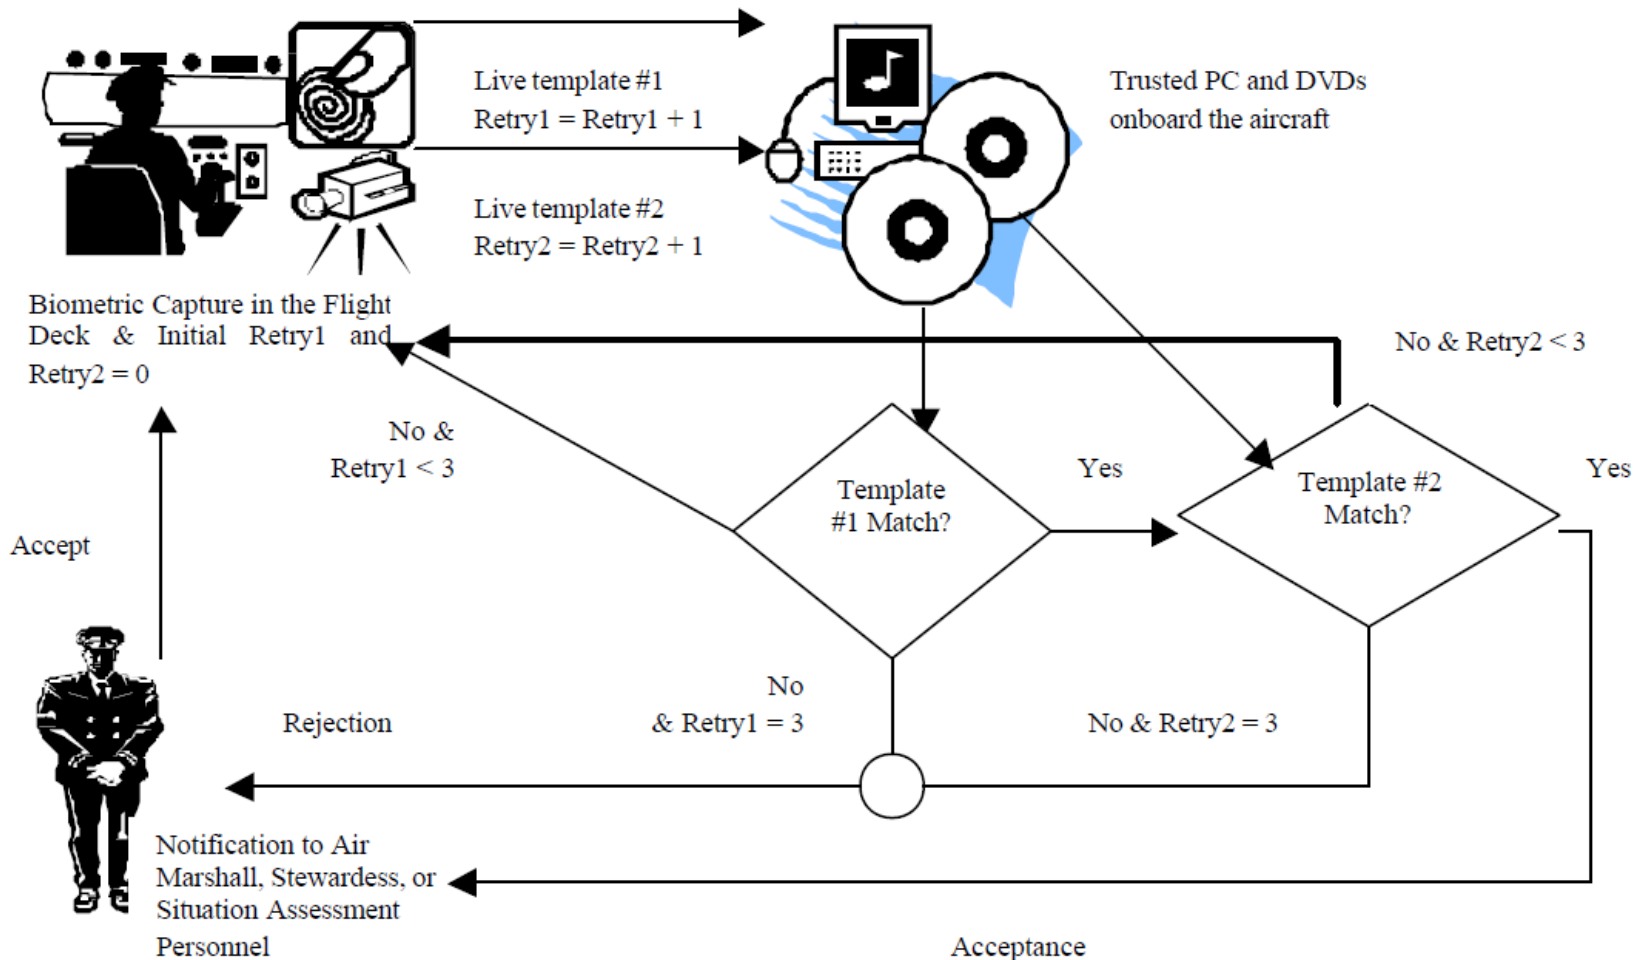 Live template #1
Retry1 = Retry1 + 1
Trusted PC and DVDs
onboard the aircraft
Live template #2
Retry2 = Retry2 + 1
Biometric Capture in the Flight
Deck & Initial Retry1 and
Retry2 = 0
No & Retry2 < 3
No &
Retry1 < 3
Yes
Yes
Template
#1 Match?
Template #2
Match?
Accept
No
& Retry1 = 3
Rejection
No & Retry2 = 3
Notification to Air
Marshall, Stewardess, or
Situation Assessment
Personnel
Acceptance